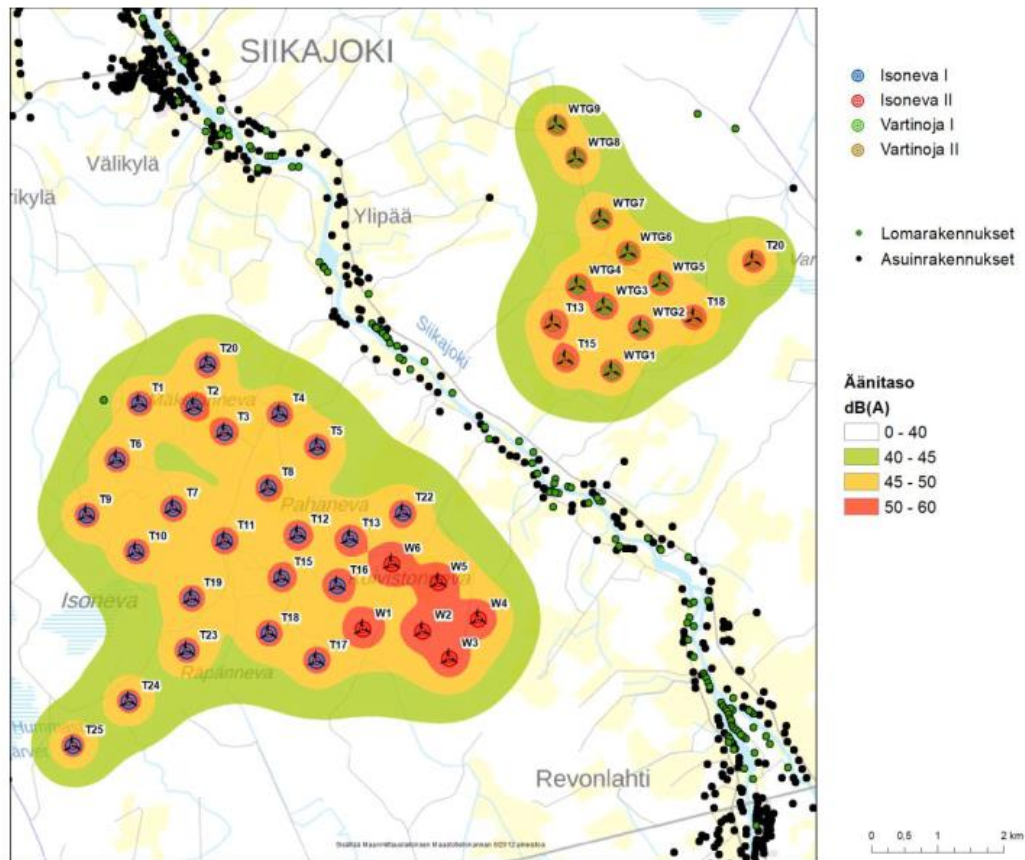 SIIKAJOKI
Välikylä
rikylä
Ylipää
Siikajoki
WTG9
WTG8
WTG7
WTG6
T20
Var
WTG4
WTG5
WTG3
T13
WTG2
T18
T15
WTG1
T20
T1
T2
T4
T3
T5
T6
T8
Pahaneva
T9
T7
T22
T10
T11
T12
T13
W6
T15
T16
W5
Isoneva
T19
W1
W2
W4
T18
W3
T23
T17
Räpänneva
T24
Humm
ärvet
T25
Revonlahti
Isoneva I
Isoneva II
Vartinoja I
Vartinoja II
Lomarakennukset
Asuinrakennukset
Äänitaso
dB(A)
0 - 40
40 - 45
45 - 50
50 - 60
0 0,5 1 2 km